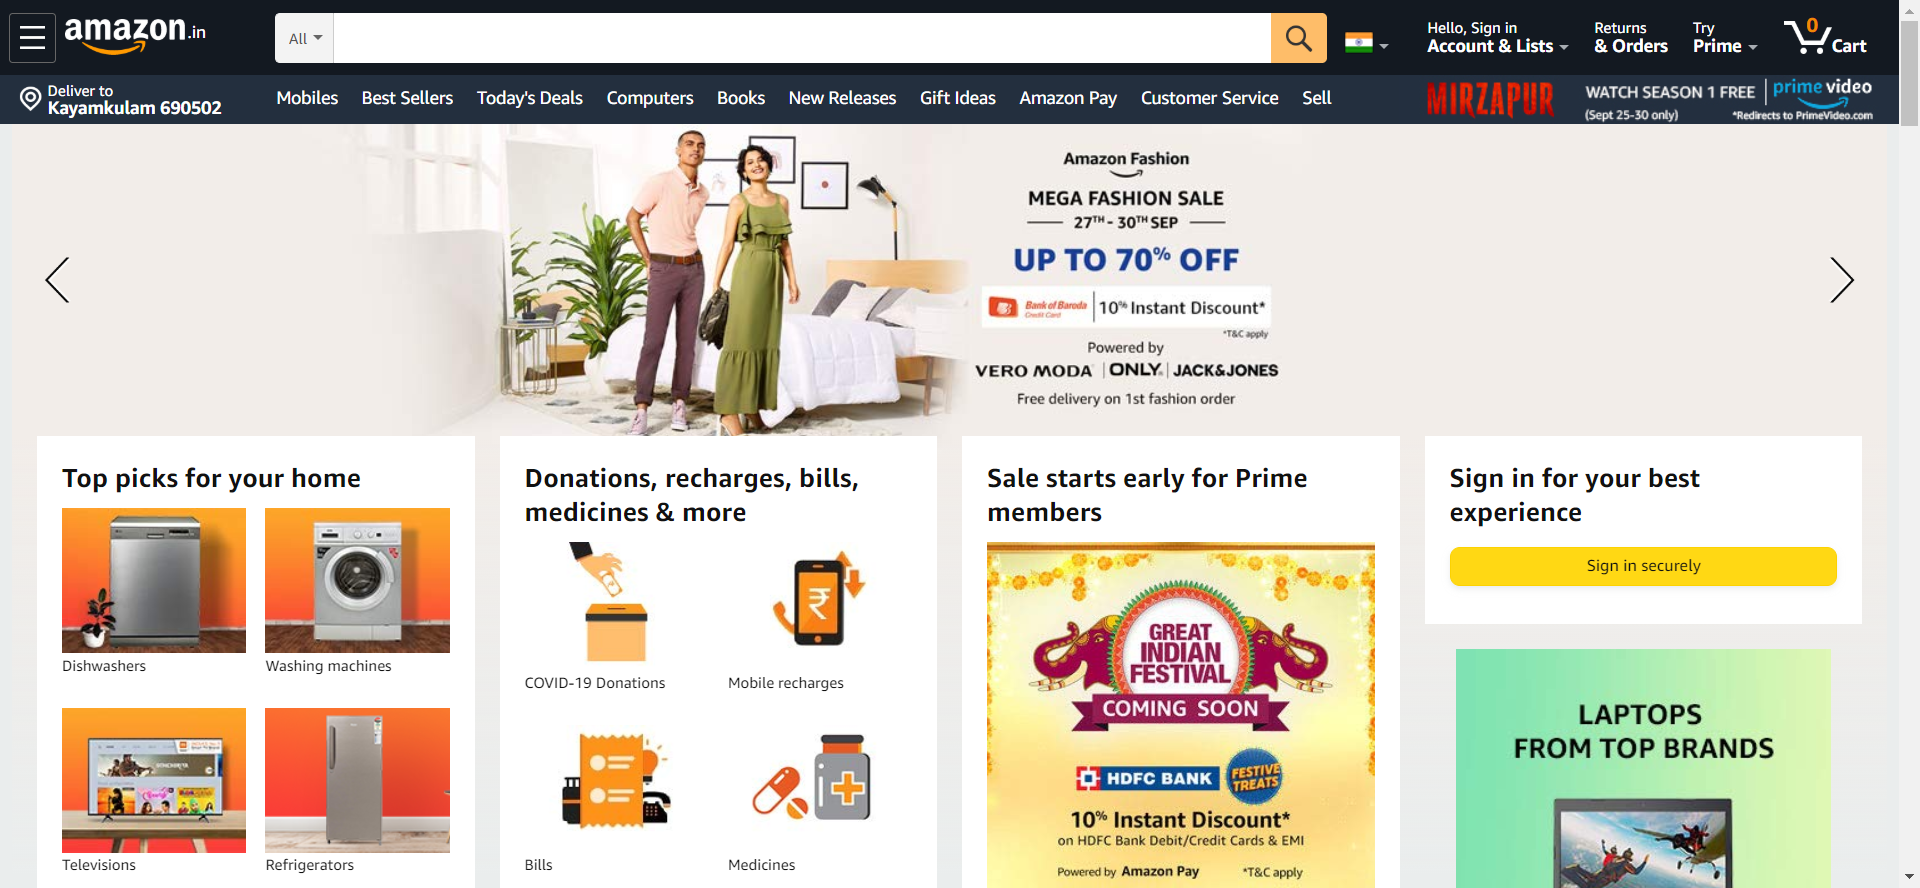 amazon.in
All
Hello, Sign in
Account & Lists
Returns
& Orders
Try
Prime
0
Cart
Deliver to
Kayamkulam 690502
Mobiles
Best Sellers
Today's Deals
Computers
Books
New Releases
Gift Ideas
Amazon Pay
Customer Service
Sell
MIRZAPUR
WATCH SEASON 1 FREE
(Sept 25-30 only)
prime video
*Redirects to PrimeVideo.com
Amazon Fashion
MEGA FASHION SALE
27TH - 30TH SEP
UP TO 70% OFF
Bank of Baroda
Credit Card
10% Instant Discount*
*T&C apply
Powered by
VERO MODA | ONLY | JACK&JONES
Free delivery on 1st fashion order
Top picks for your home
Dishwashers
Washing machines
Televisions
Refrigerators
Donations, recharges, bills,
medicines & more
COVID-19 Donations
Mobile recharges
Bills
Medicines
Sale starts early for Prime
members
GREAT
INDIAN
FESTIVAL
COMING SOON
HDFC BANK
FESTIVE
TREATS
10% Instant Discount*
on HDFC Bank Debit/Credit Cards & EMI
Powered by Amazon Pay
*T&C apply
Sign in for your best
experience
Sign in securely
LAPTOPS
FROM TOP BRANDS